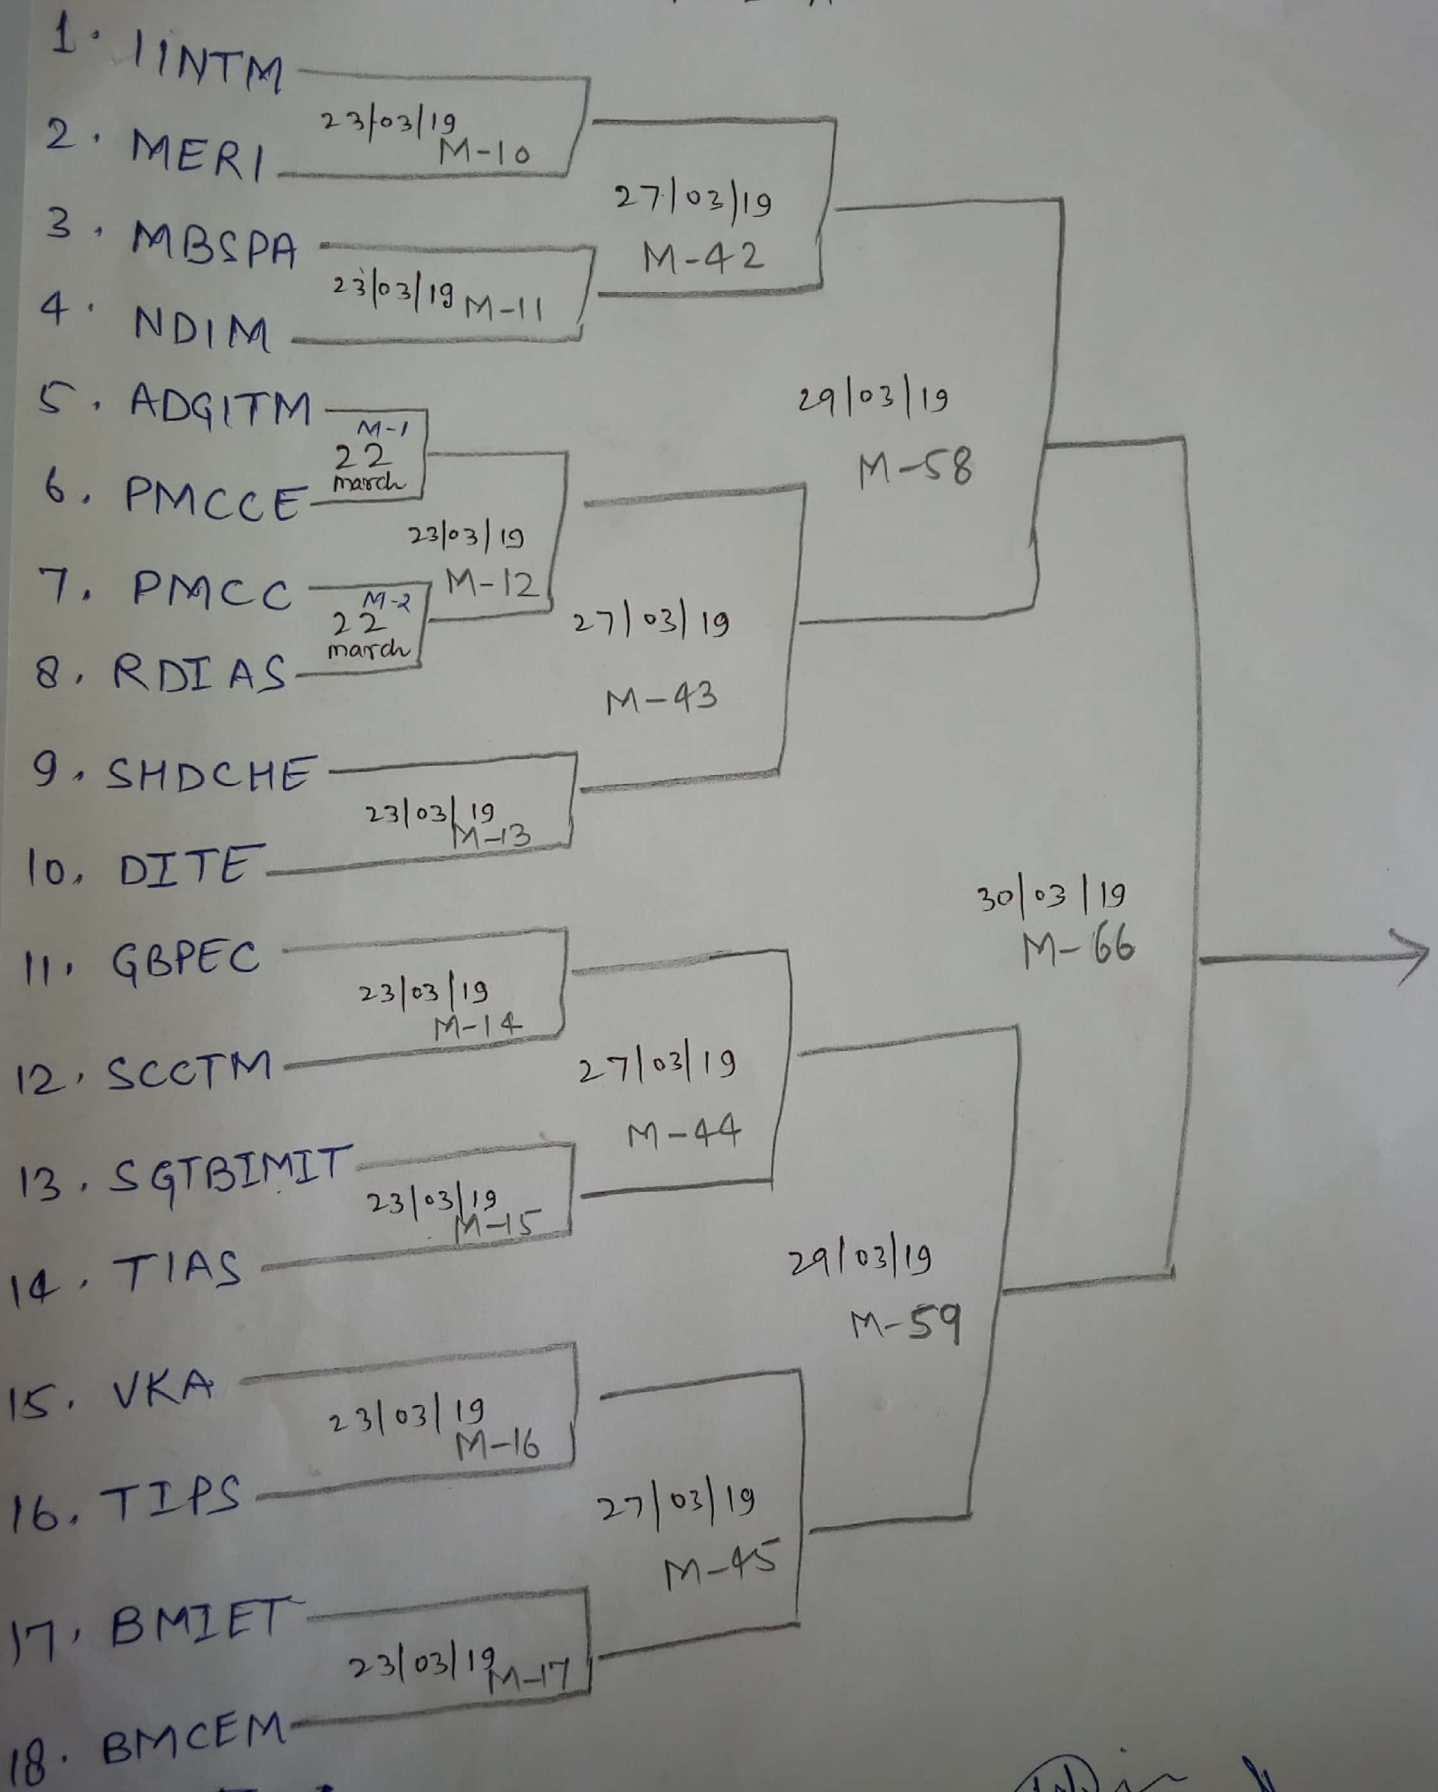 1. IINTM
23/03/19
M-10
2. MERI
27/03/19
3. MBSPA
M-42
23/03/19 M-11
4. NDIM
29/03/19
5. ADGITM
M-1
22
march
M-58
6. PMCCE
23/03/19
7. PMCC
M-12
M-2
22
march
27/03/19
8. RDIAS
M-43
9. SHDCHE
23/03/19
M-13
10. DITE
30/03/19
M-66
11. GBPEC
23/03/19
M-14
12. SCCTM
27/03/19
M-44
13. SGTBIMIT
23/03/19
M-15
14. TIAS
29/03/19
M-59
15. VKA
23/03/19
M-16
16. TIPS
27/03/19
M-45
17. BMIET
23/03/19
M-17
18. BMCEM